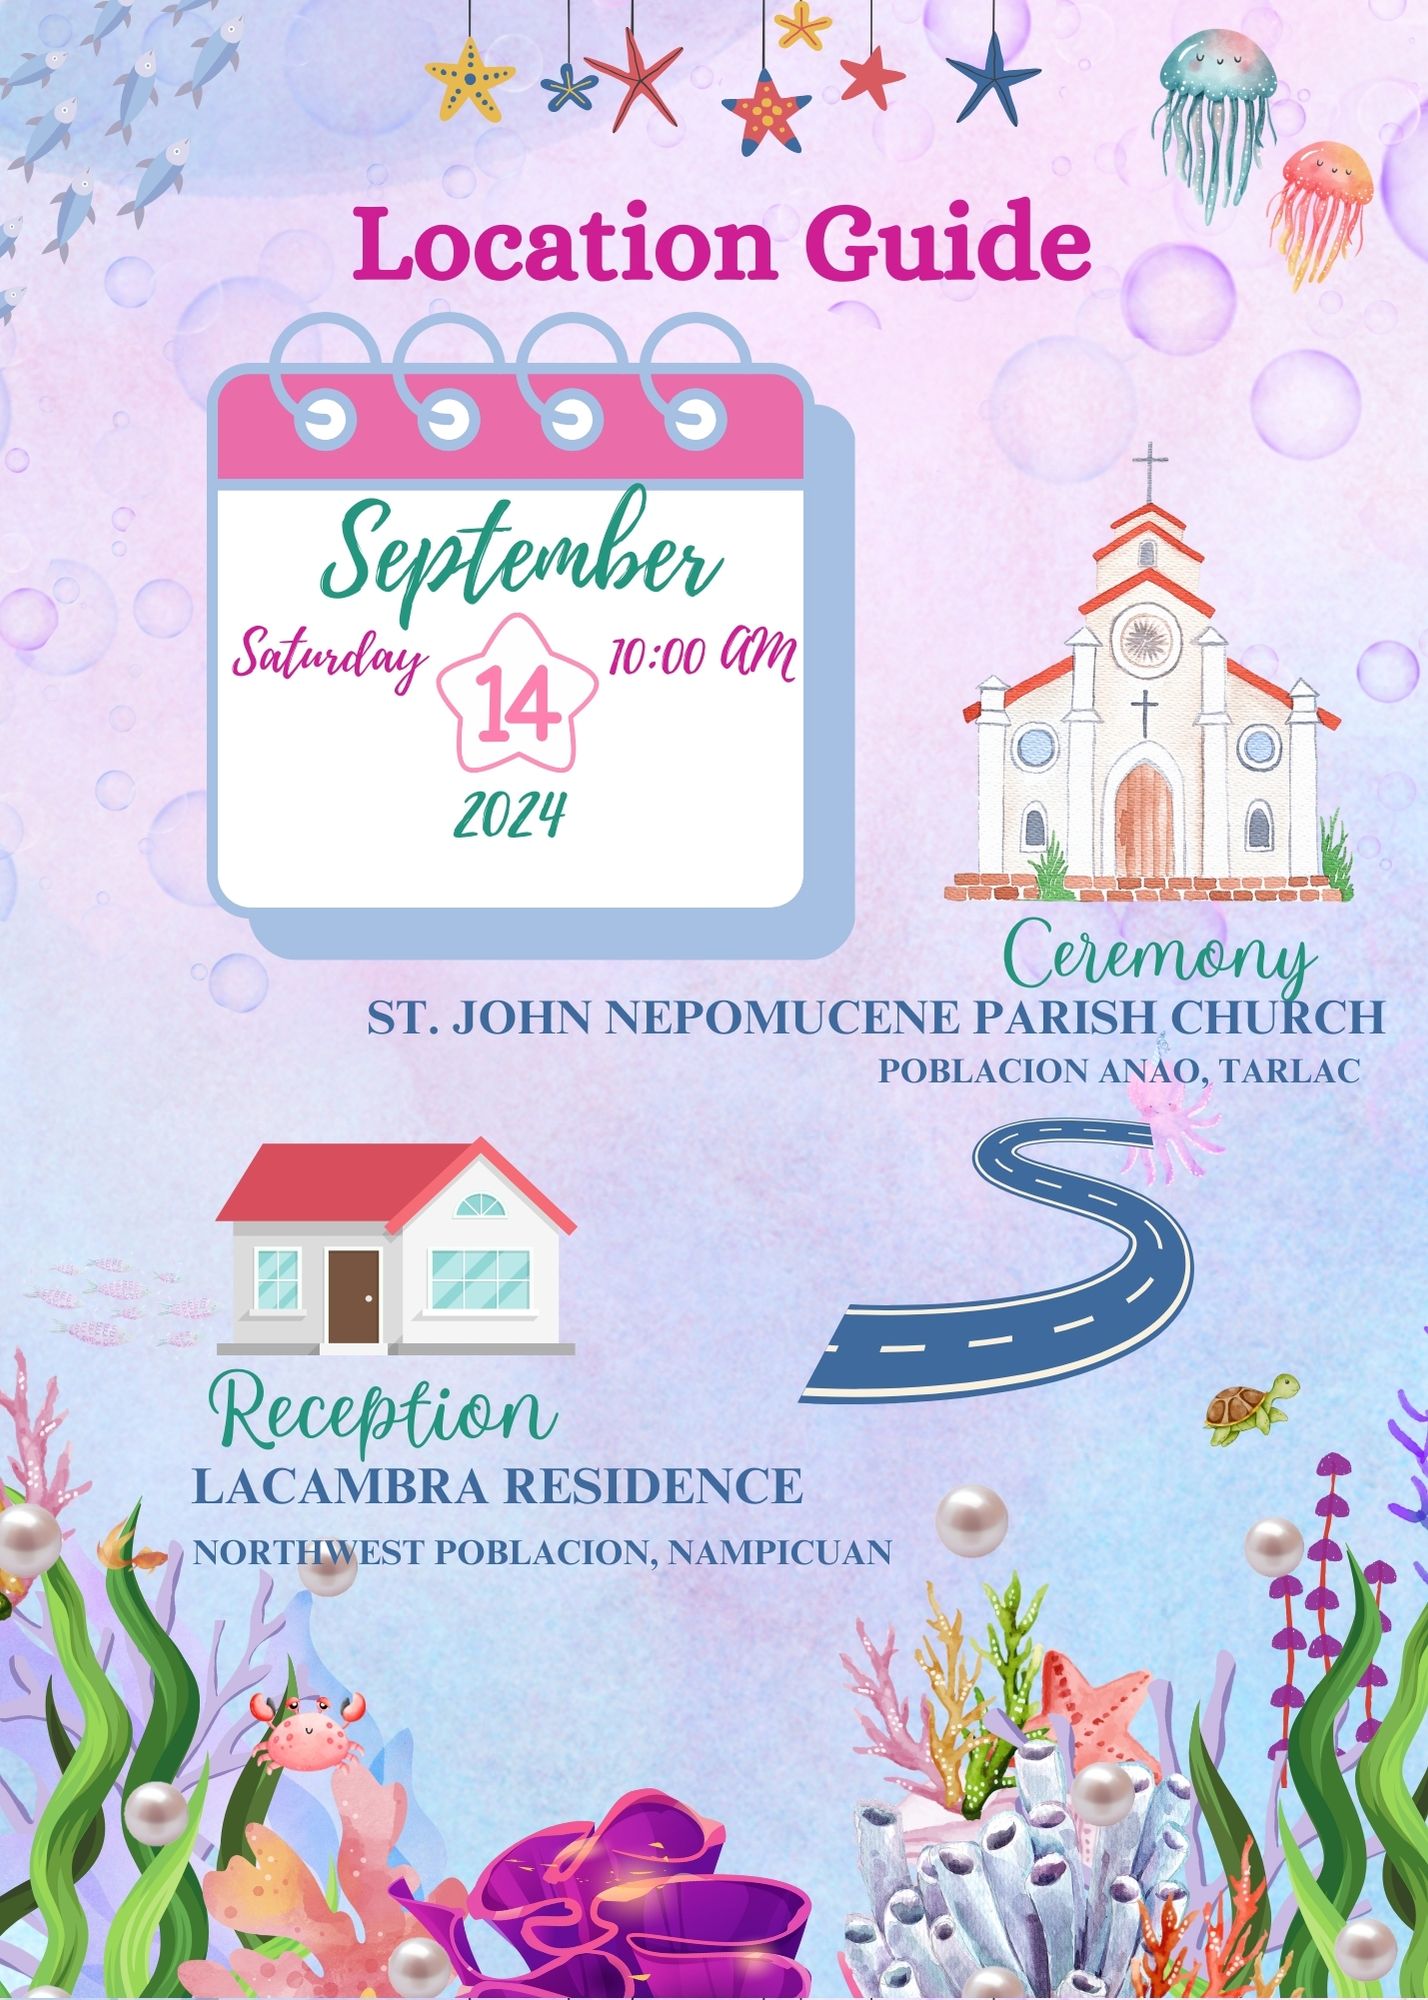 Location Guide
September
Saturday 14 10:00 AM
2024
Ceremony
ST. JOHN NEPOMUCENE PARISH CHURCH
POBLACION ANAO, TARLAC
Reception
LACAMBRA RESIDENCE
NORTHWEST POBLACION, NAMPICUAN